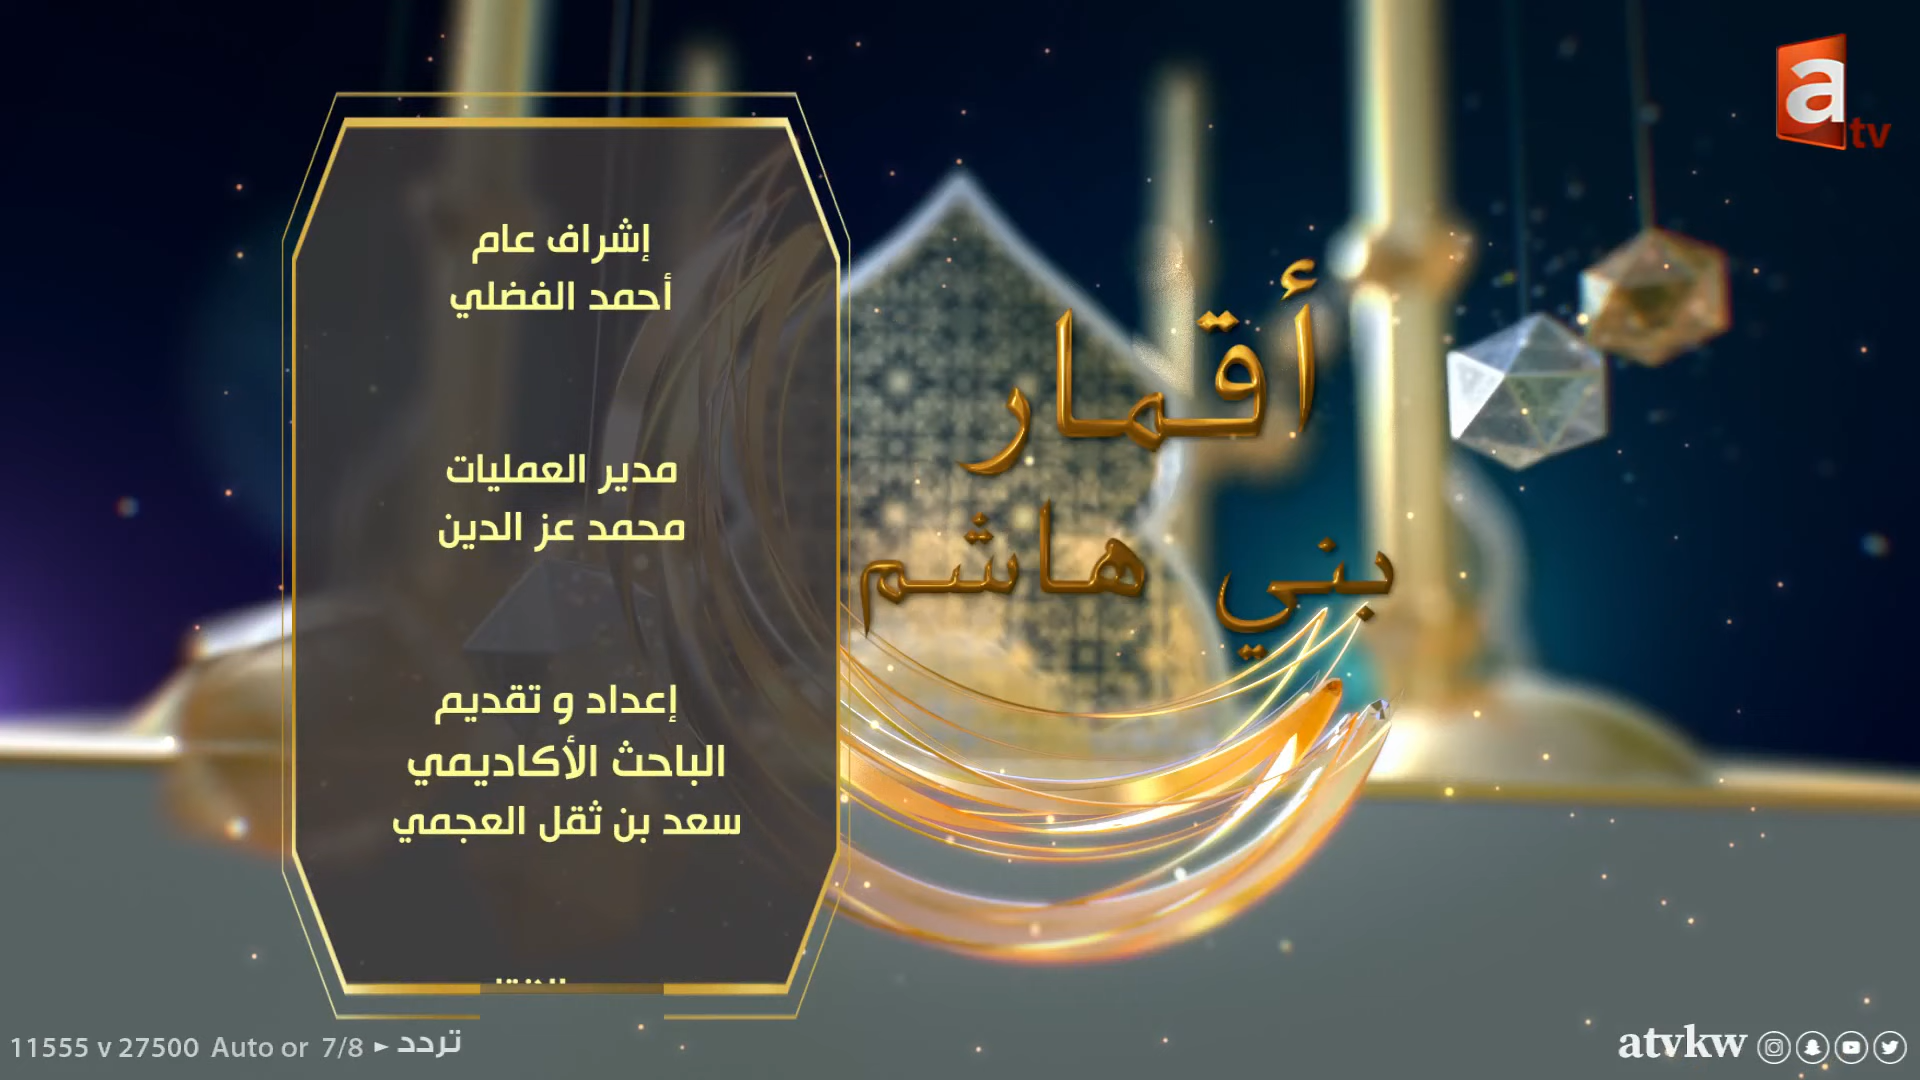 a tv
أقمار
بني هاشم
إشراف عام
أحمد الفضلي
مدير العمليات
محمد عز الدين
إعداد و تقديم
الباحث الأكاديمي
سعد بن ثقل العجمي
11555 v 27500 Auto or 7/8 ► تردد
atvkw